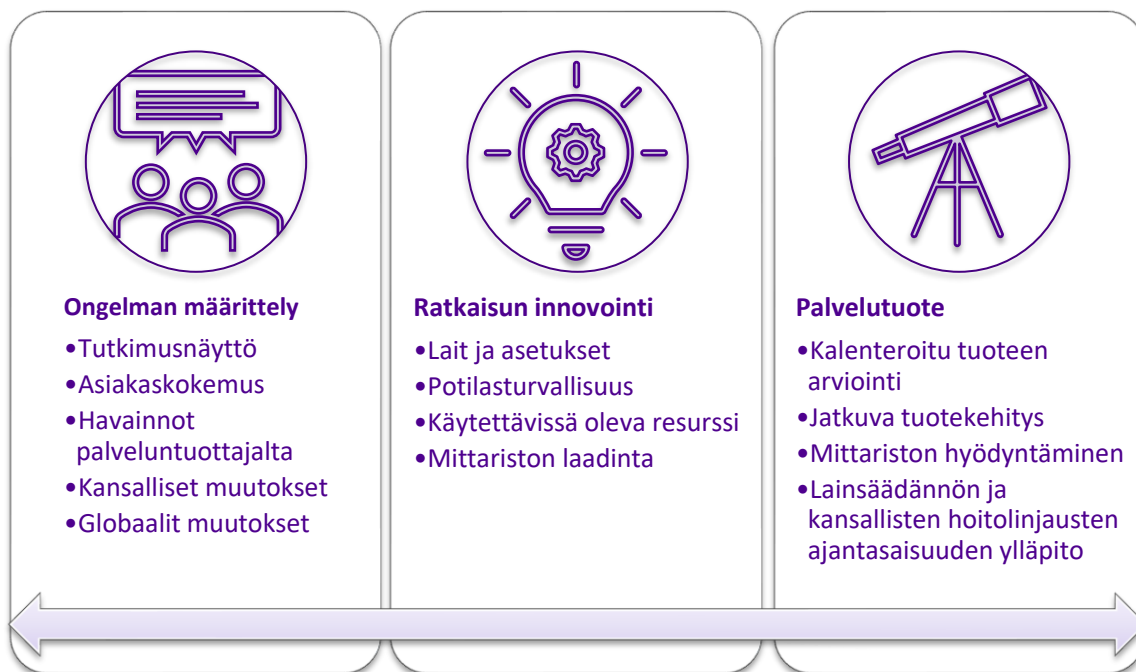 Ongelman määrittely
•Tutkimusnäyttö
•Asiakaskokemus
•Havainnot
palveluntuottajalta
•Kansalliset muutokset
•Globaalit muutokset
Ratkaisun innovointi
•Lait ja asetukset
•Potilasturvallisuus
•Käytettävissä oleva resurssi
•Mittariston laadinta
Palvelutuote
•Kalenteroitu tuoteen
arviointi
•Jatkuva tuotekehitys
•Mittariston hyödyntäminen
•Lainsäädännön ja
kansallisten hoitolinjausten
ajantasaisuuden ylläpito